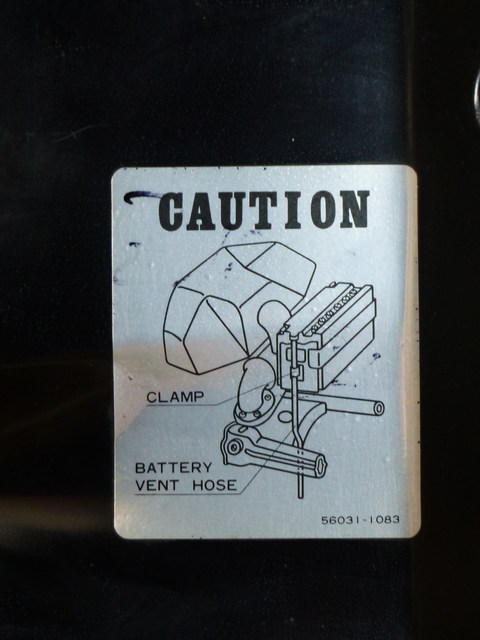 CAUTION
CLAMP
BATTERY
VENT HOSE
56031-1083